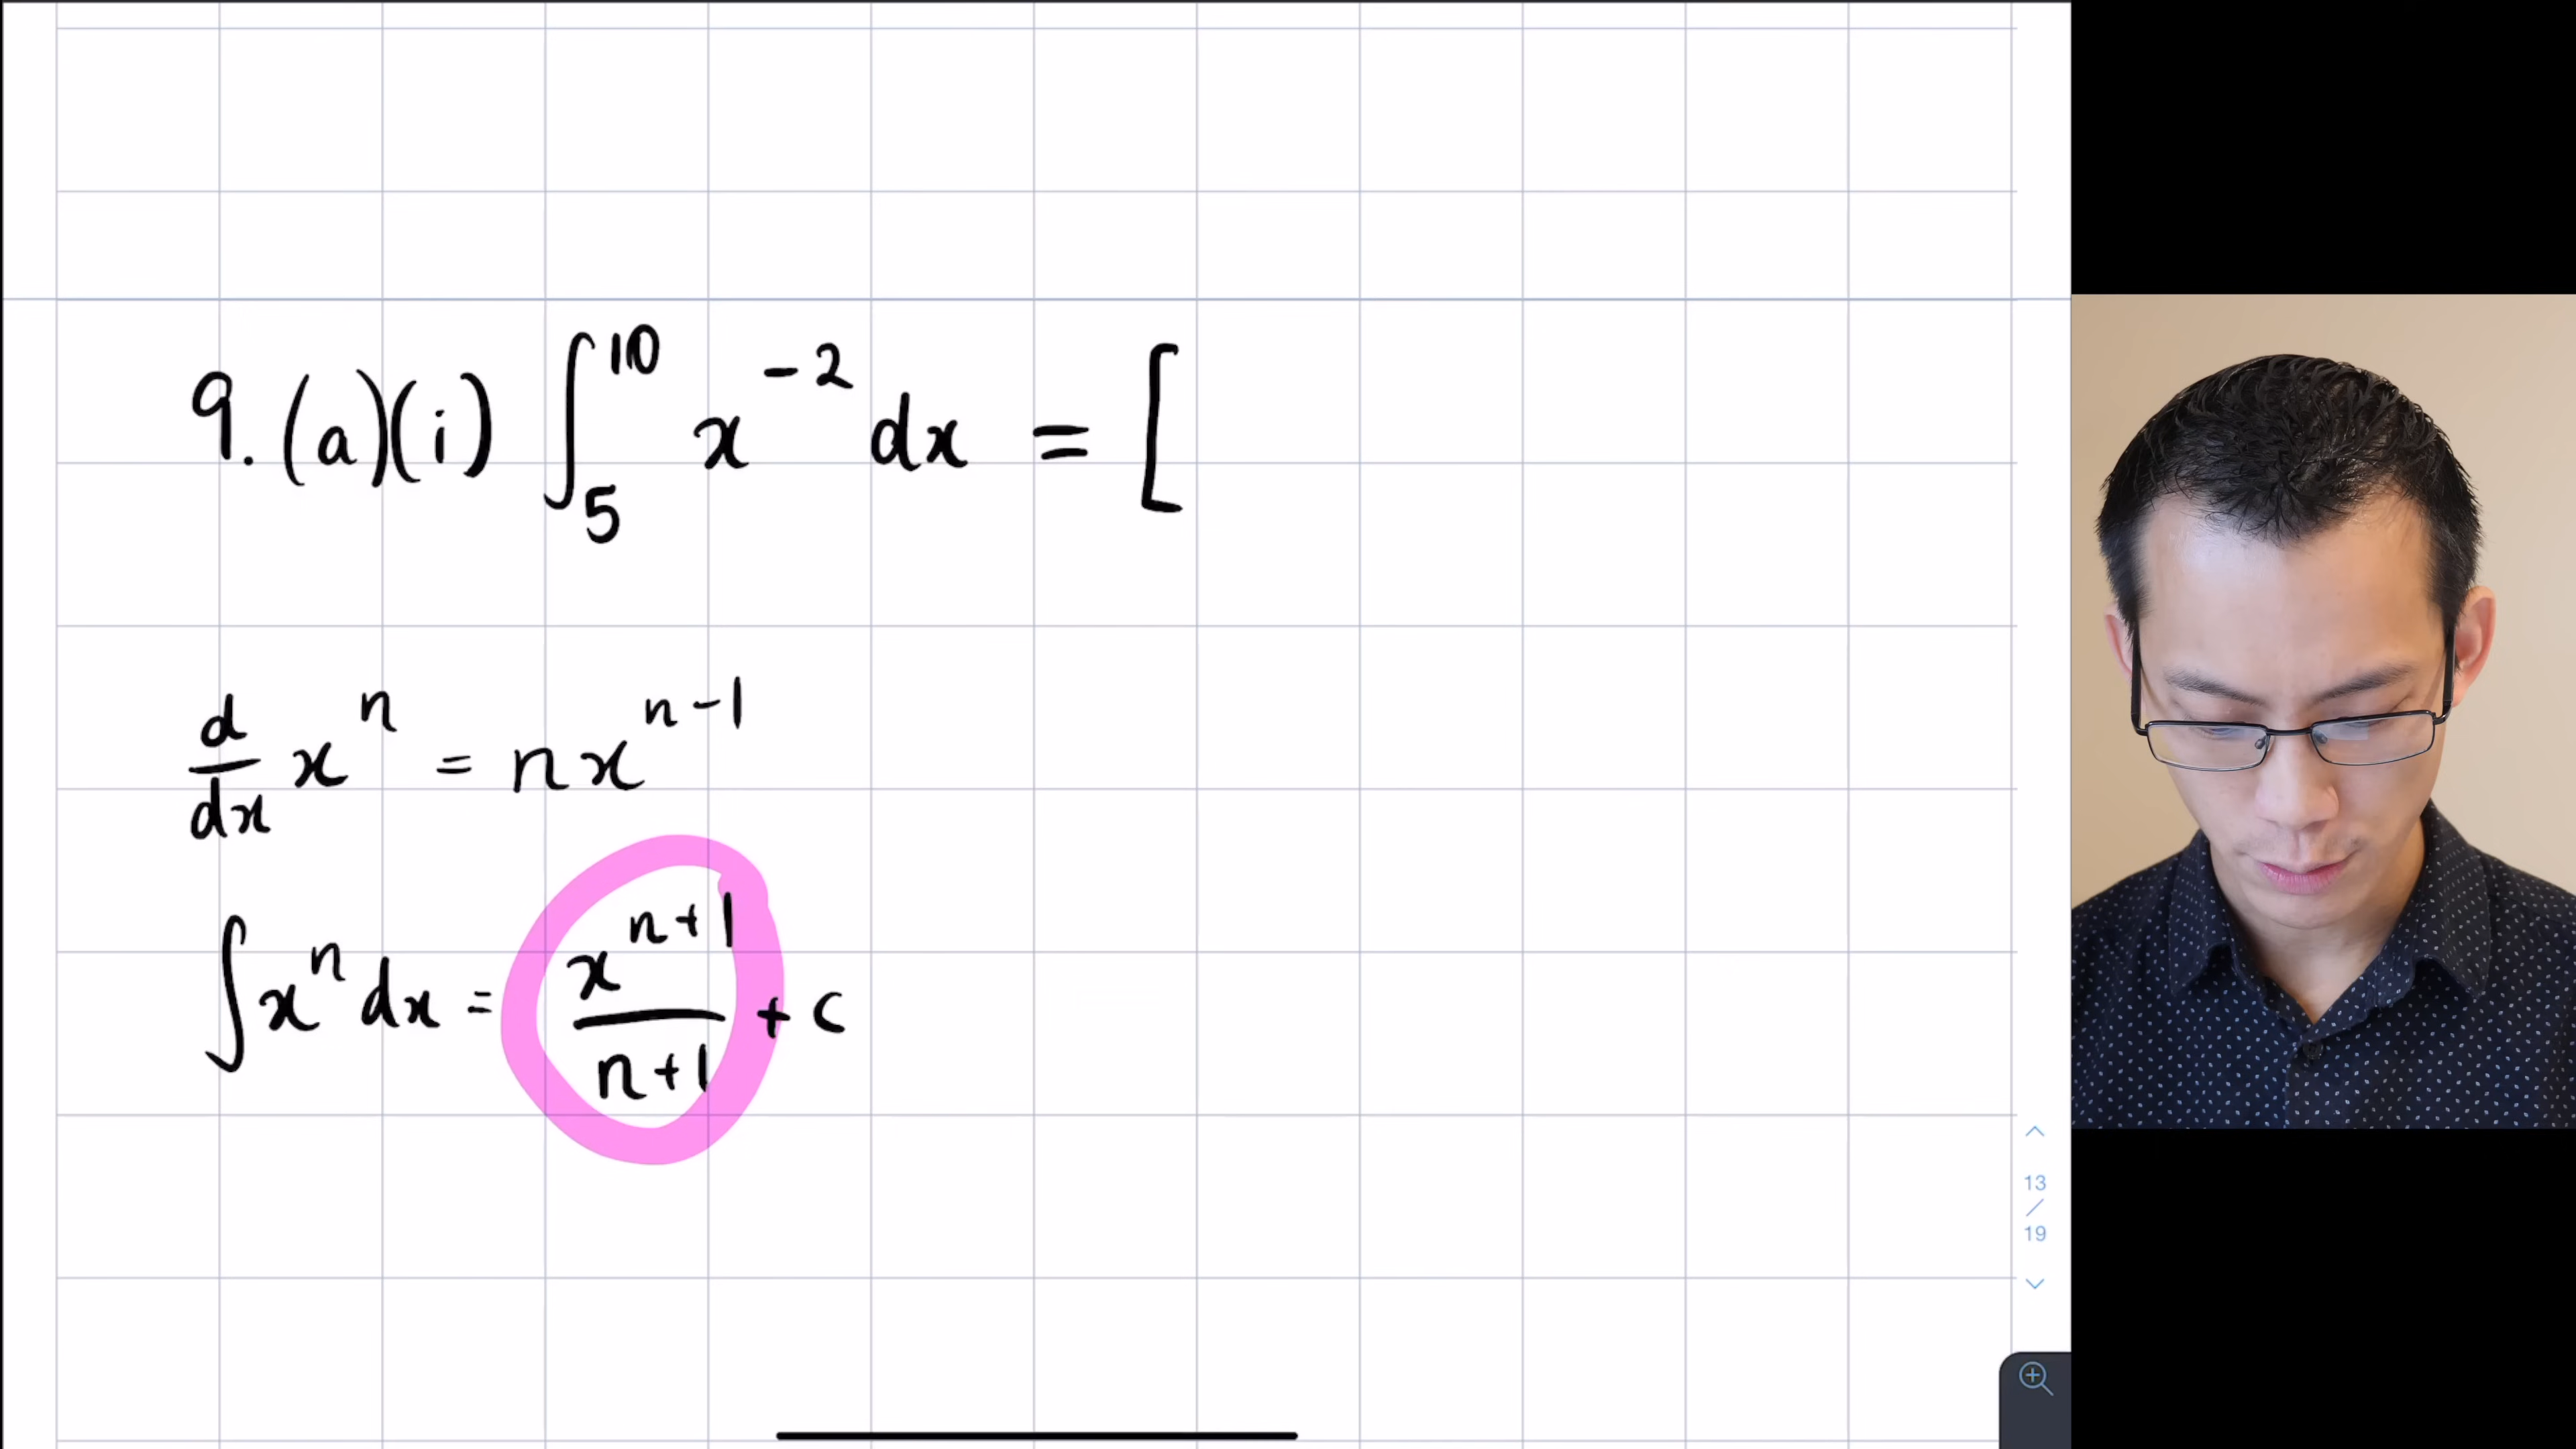 9. (a)(i) ∫₅¹⁰ x⁻² dx = [
d/dx xⁿ = nxⁿ⁻¹
∫xⁿ dx = xⁿ⁺¹/n+1 + c
13
/
19